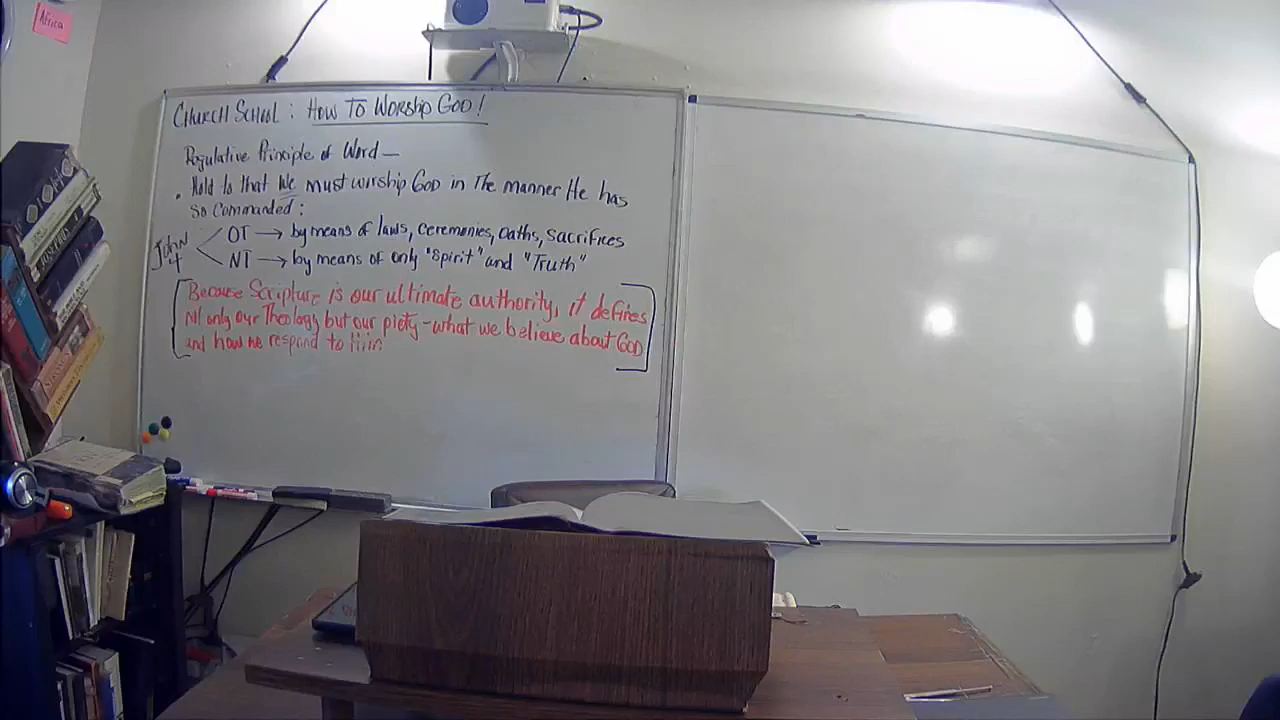 Africa
CHURCH SCHOOL: HOW TO WORSHIP GOD!
Regulative Principle of Word—
• Hold to that We must worship GOD in The manner He has
So Commanded:
John 4
OT → by means of laws, ceremonies, oaths, sacrifices
NT → by means of only "Spirit" and "Truth"
[Because Scripture is our ultimate authority, it defines
not only our Theology but our piety - what we believe about GOD]
and how we respond to Him